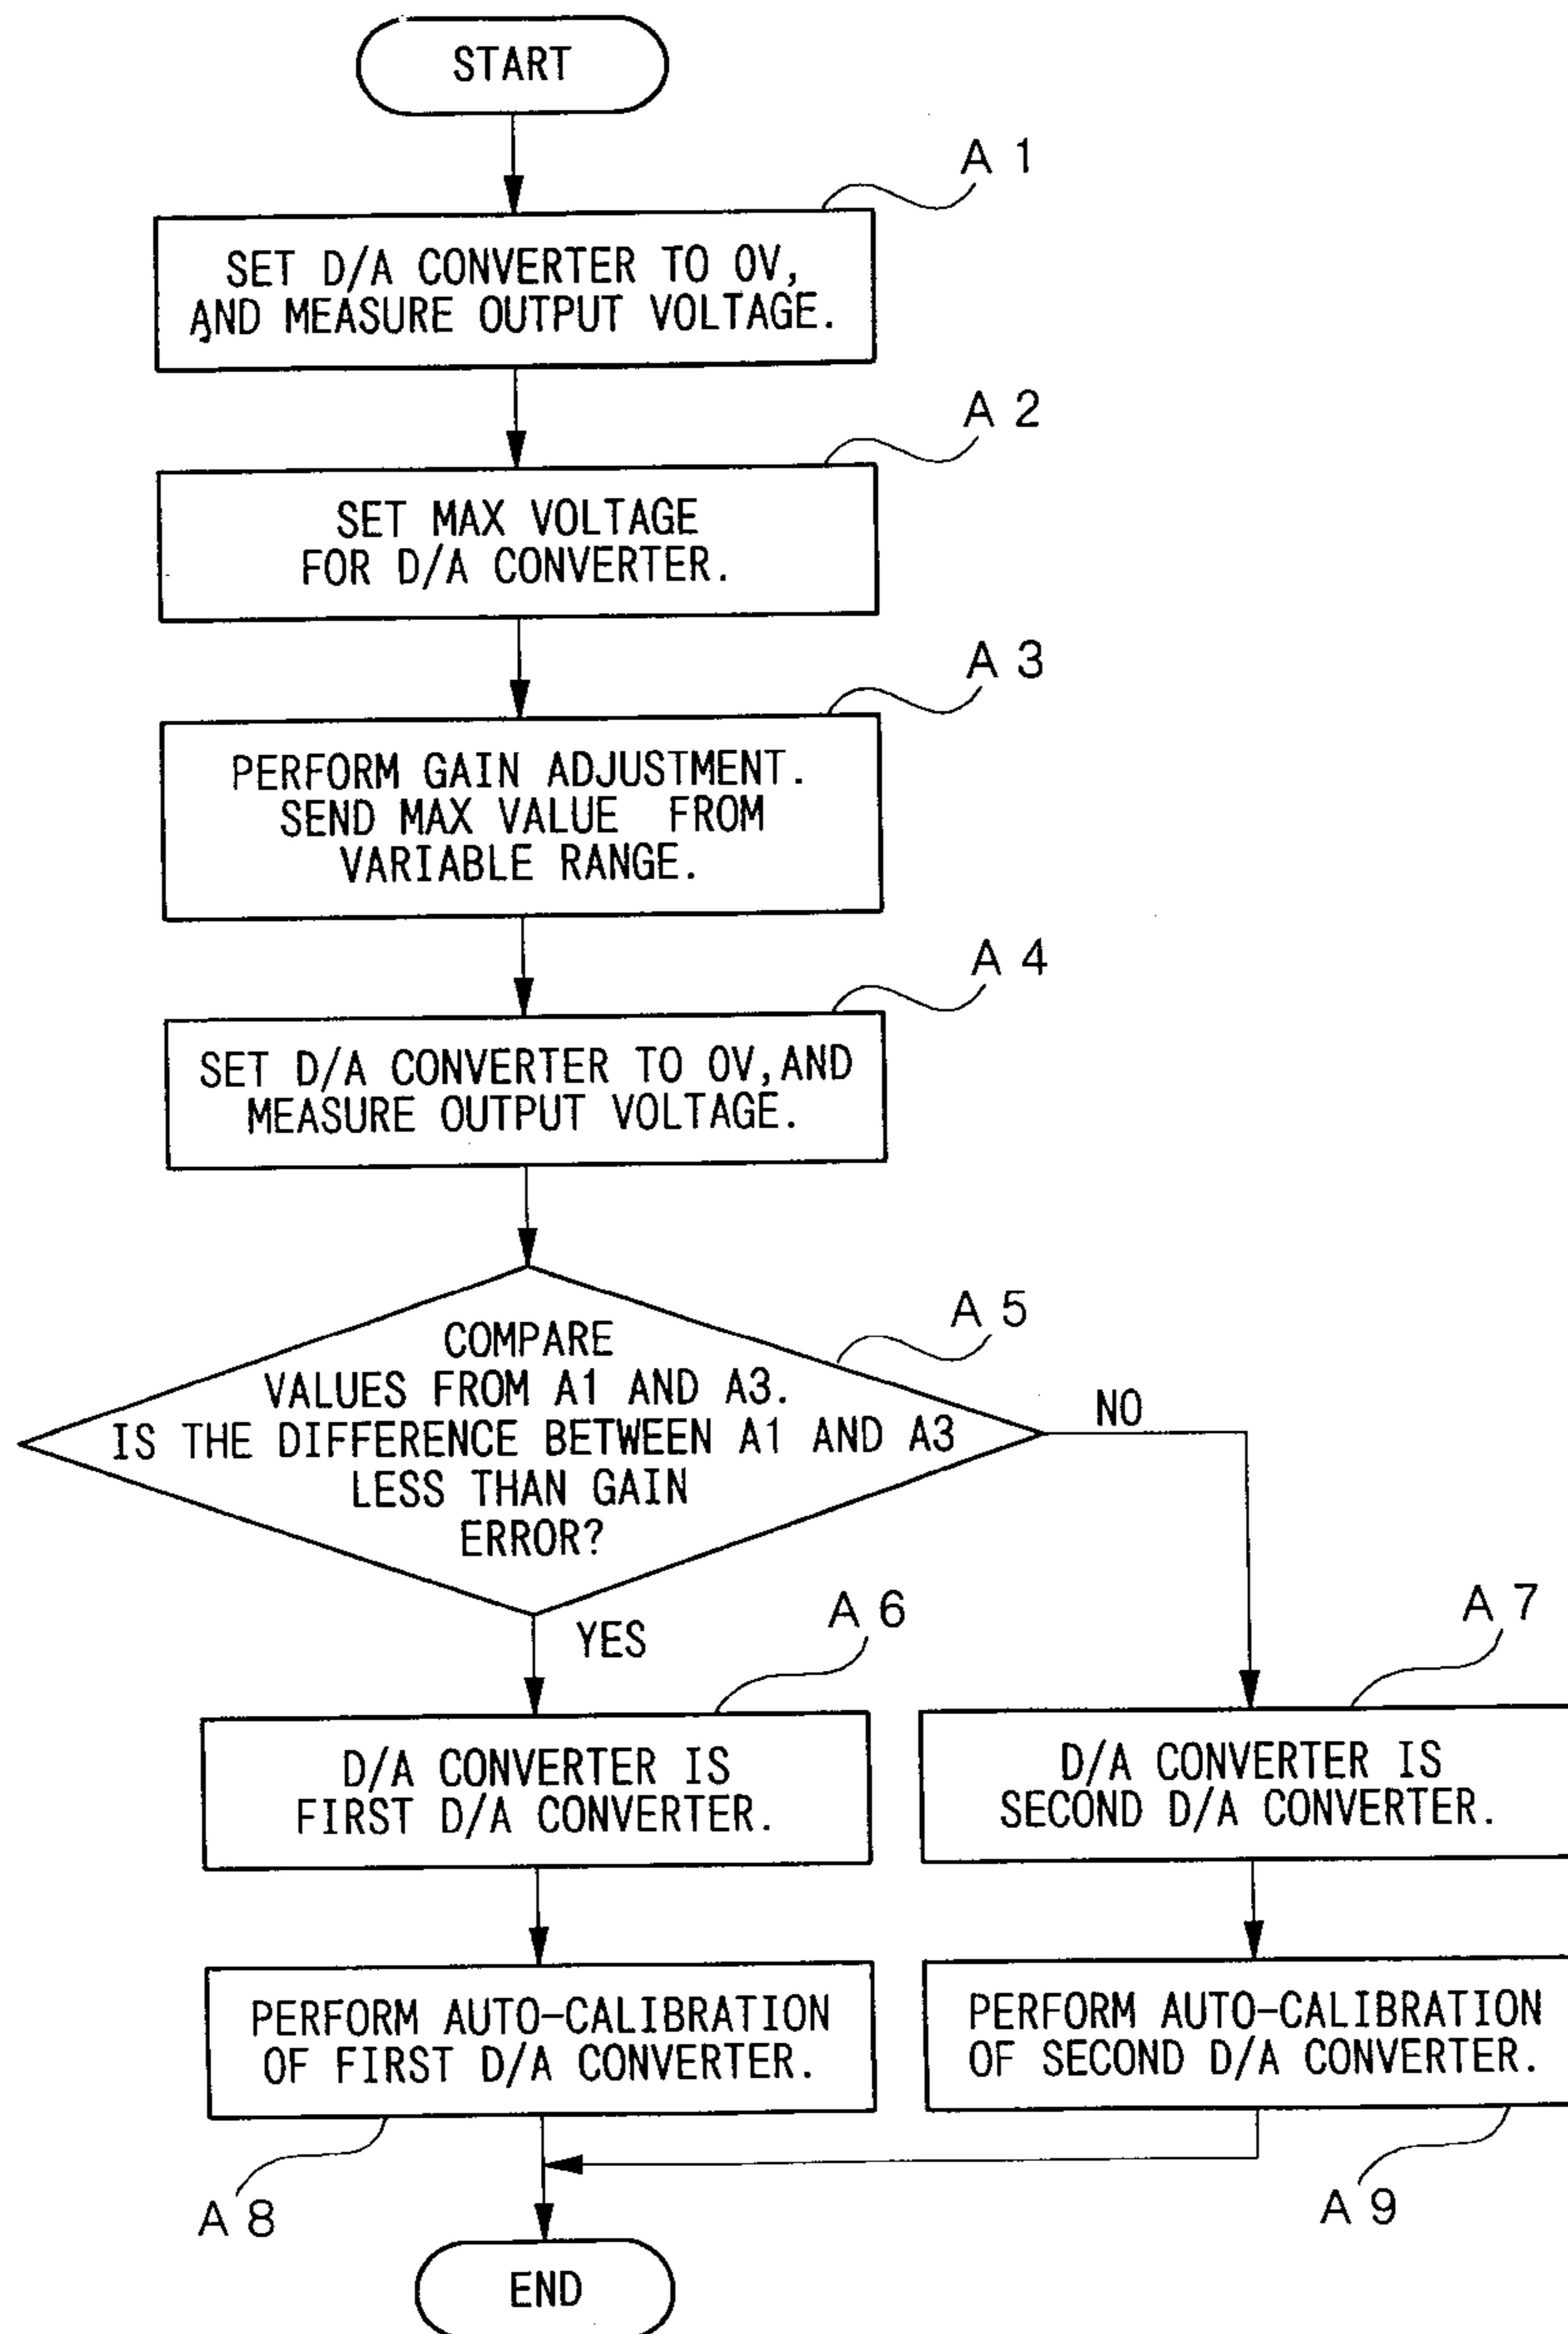 START
A 1
SET D/A CONVERTER TO 0V,
AND MEASURE OUTPUT VOLTAGE.
A 2
SET MAX VOLTAGE
FOR D/A CONVERTER.
A 3
PERFORM GAIN ADJUSTMENT.
SEND MAX VALUE FROM
VARIABLE RANGE.
A 4
SET D/A CONVERTER TO 0V,AND
MEASURE OUTPUT VOLTAGE.
A 5
COMPARE
VALUES FROM A1 AND A3.
IS THE DIFFERENCE BETWEEN A1 AND A3
LESS THAN GAIN
ERROR?
NO
YES
A 6
A 7
D/A CONVERTER IS
FIRST D/A CONVERTER.
D/A CONVERTER IS
SECOND D/A CONVERTER.
PERFORM AUTO-CALIBRATION
OF FIRST D/A CONVERTER.
PERFORM AUTO-CALIBRATION
OF SECOND D/A CONVERTER.
A 8
A 9
END